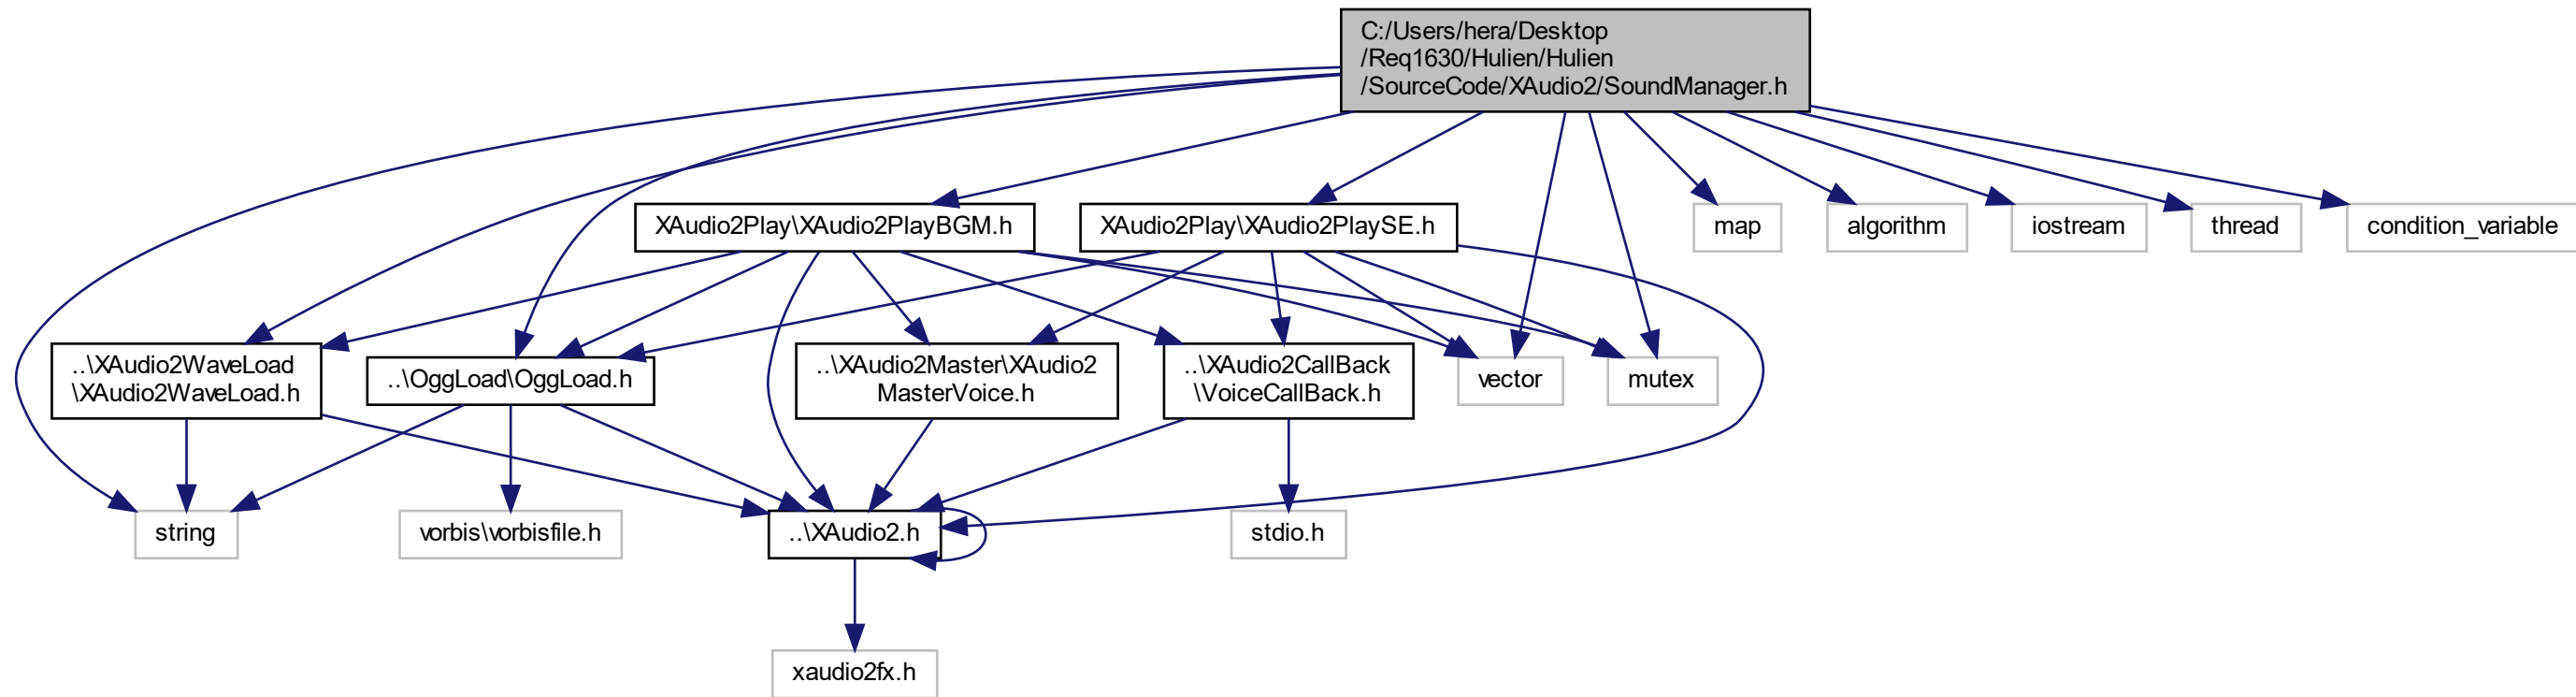 C:/Users/hera/Desktop
/Req1630/Hulien/Hulien
/SourceCode/XAudio2/SoundManager.h
XAudio2Play\XAudio2PlayBGM.h
XAudio2Play\XAudio2PlaySE.h
map
algorithm
iostream
thread
condition_variable
..\XAudio2WaveLoad
\XAudio2WaveLoad.h
..\OggLoad\OggLoad.h
..\XAudio2Master\XAudio2
MasterVoice.h
..\XAudio2CallBack
\VoiceCallBack.h
vector
mutex
string
vorbis\vorbisfile.h
..\XAudio2.h
stdio.h
xaudio2fx.h